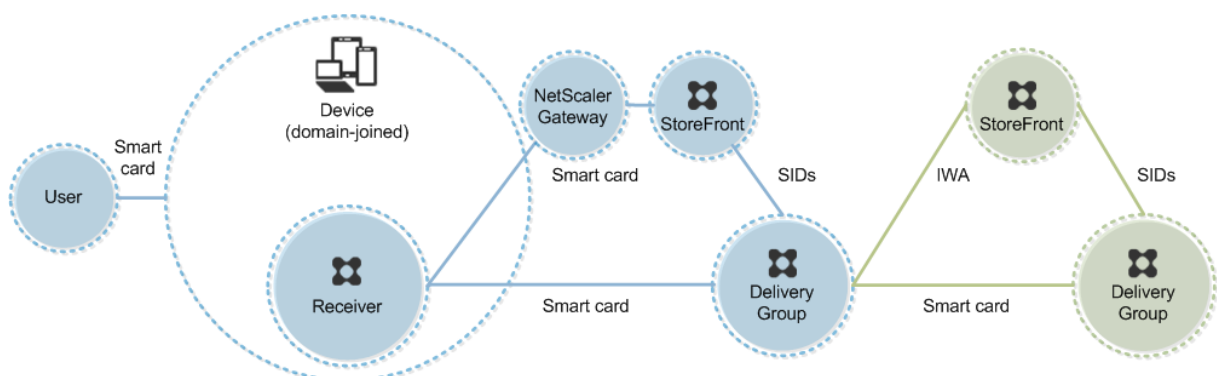 User
Smart
card
Device
(domain-joined)
Receiver
NetScaler
Gateway
StoreFront
Smart card
SIDs
Smart card
Delivery
Group
IWA
StoreFront
SIDs
Smart card
Delivery
Group